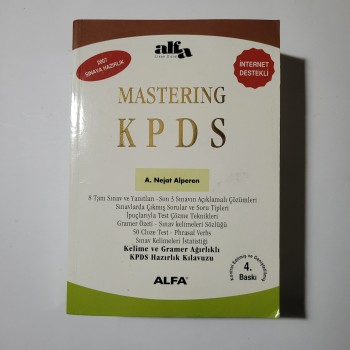 alfa
2007
SINAVA HAZIRLIK
İNTERNET
DESTEKLİ
MASTERING
KPDS
A. Nejat Alperen
8 Tam Sınav ve Yanıtları - Son 3 Sınavın Açıklamalı Çözümleri
Sınavlarda Çıkmış Sorular ve Soru Tipleri
İpuçlarıyla Test Çözme Teknikleri
Gramer Özeti - Sınav kelimeleri Sözlüğü
50 Cloze Test - Phrasal Verbs
Sınav Kelimeleri İstatistiği
Kelime ve Gramer Ağırlıklı
KPDS Hazırlık Kılavuzu
ALFA
4.
Baskı